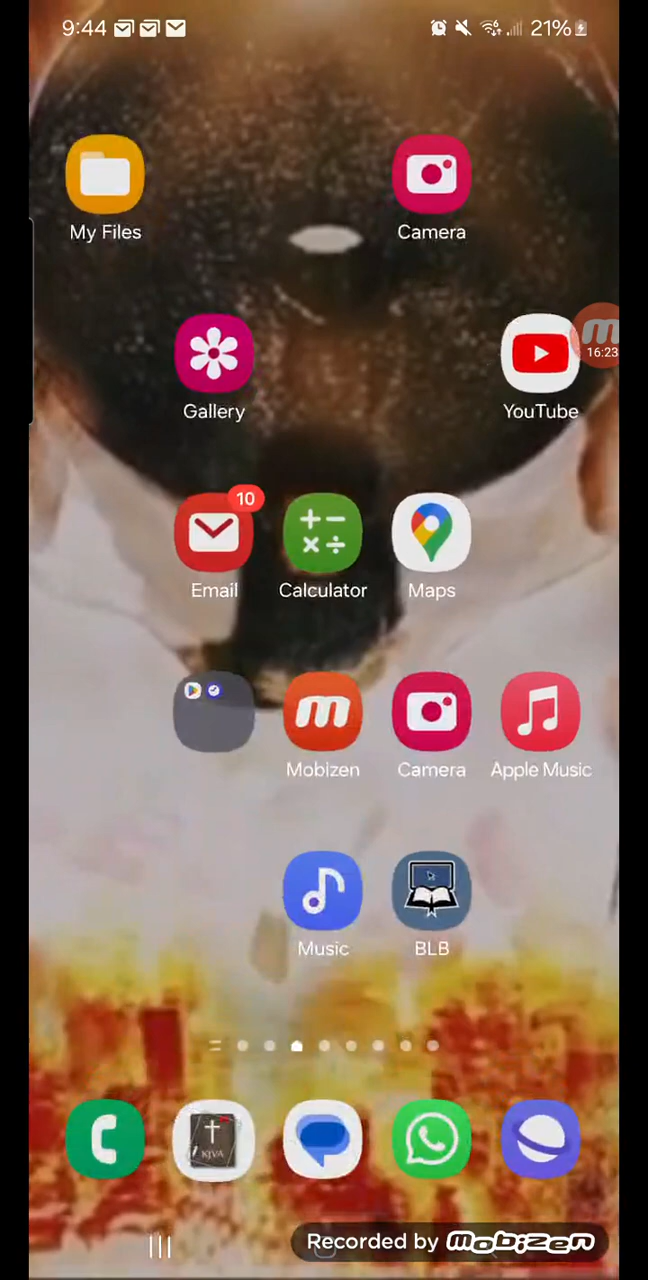 9:44
21%
My Files
Camera
16:23
Gallery
YouTube
10
Email
Calculator
Maps
Mobizen
Camera
Apple Music
Music
BLB
KJVA
Recorded by mobizen